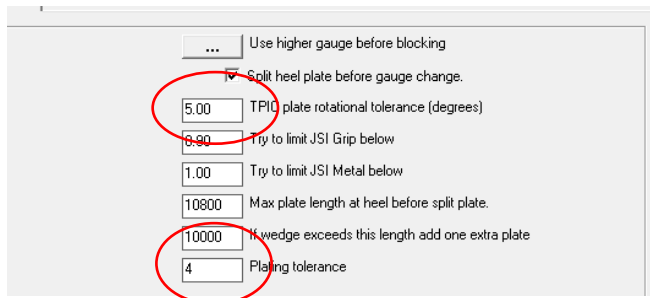 ... Use higher gauge before blocking
Split heel plate before gauge change.
5.00 TPIC plate rotational tolerance (degrees)
0.80 Try to limit JSI Grip below
1.00 Try to limit JSI Metal below
10800 Max plate length at heel before split plate.
10000 If wedge exceeds this length add one extra plate
4 Plating tolerance